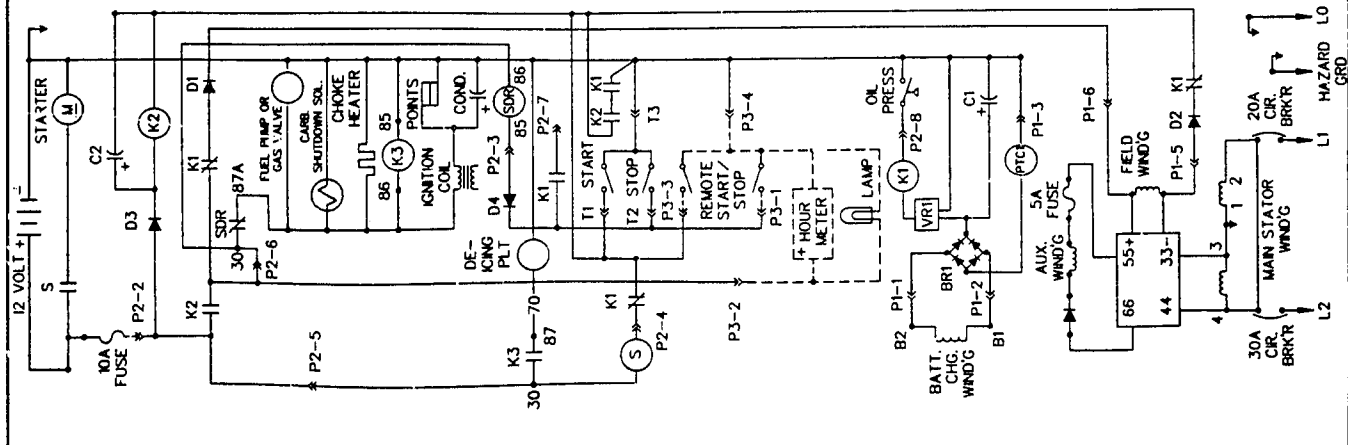 12 VOLT + -
STARTER
M
S
10A
FUSE
P2-2
C2
+
K2
D3
D1
K1
K2
87A
SDR
30
P2-6
P2-5
FUEL PUMP OR
GAS VALVE
CARB.
SHUTDOWN SOL.
CHOKE
HEATER
85
K3
86
POINTS
COND.
+
IGNITION
COIL
86
SDR
85
P2-3
D4
DE-
ICING
PLT
70
87
K3
30
P2-7
K1
K1
K2
T3
T1 START
T2 STOP
P3-3
K1
P2-4
S
P3-4
REMOTE
START/
STOP
P3-1
P3-2
+ HOUR
METER
LAMP
OIL
PRESS
P2-8
K1
VR1
C1
+
BR1
P1-1
P1-2
B2
B1
BATT.
CHG.
WIND'G
P1-3
PTC1
P1-6
5A
FUSE
AUX.
WIND'G
FIELD
WIND'G
P1-5
D2
K1
55+
33-
66
44
1
2
3
4
MAIN STATOR
WIND'G
20A
CIR.
BRK'R
30A
CIR.
BRK'R
HAZARD
GRD
L0
L1
L2